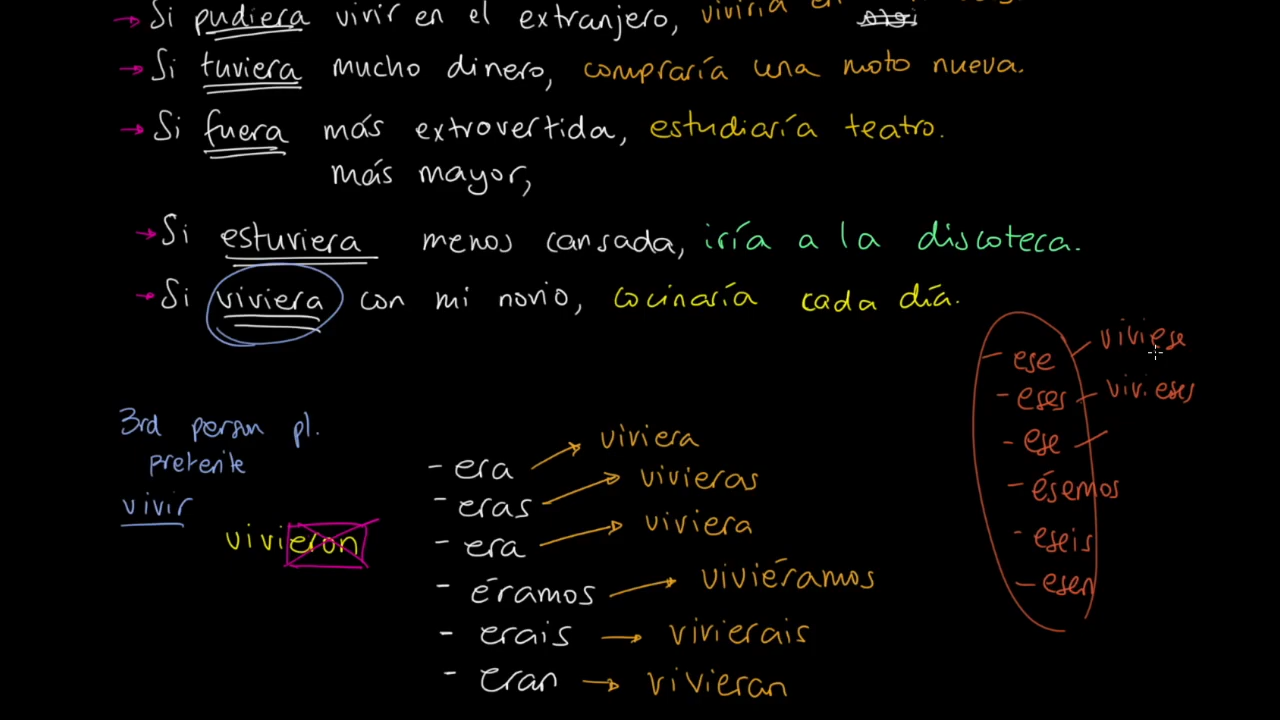 → Si pudiera vivir en el extranjero, viviría en
→ Si tuviera mucho dinero, compraría una moto nueva.
→ Si fuera más extrovertida, estudiaría teatro.
más mayor,
→ Si estuviera menos cansada, iría a la discoteca.
→ Si viviera con mi novio, cocinaría cada día.
3rd person pl.
preterite
vivir
vivieron
- era → viviera
- eras → vivieras
- era → viviera
- éramos → viviéramos
- erais → vivierais
- eran → vivieran
- ese - viviese
- eses - vivieses
- ese -
- ésemos
- eseis
- esen